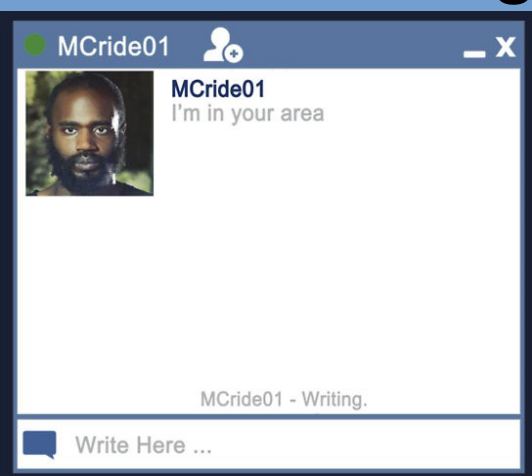 MCride01
MCride01
I'm in your area
MCride01 - Writing.
Write Here ...